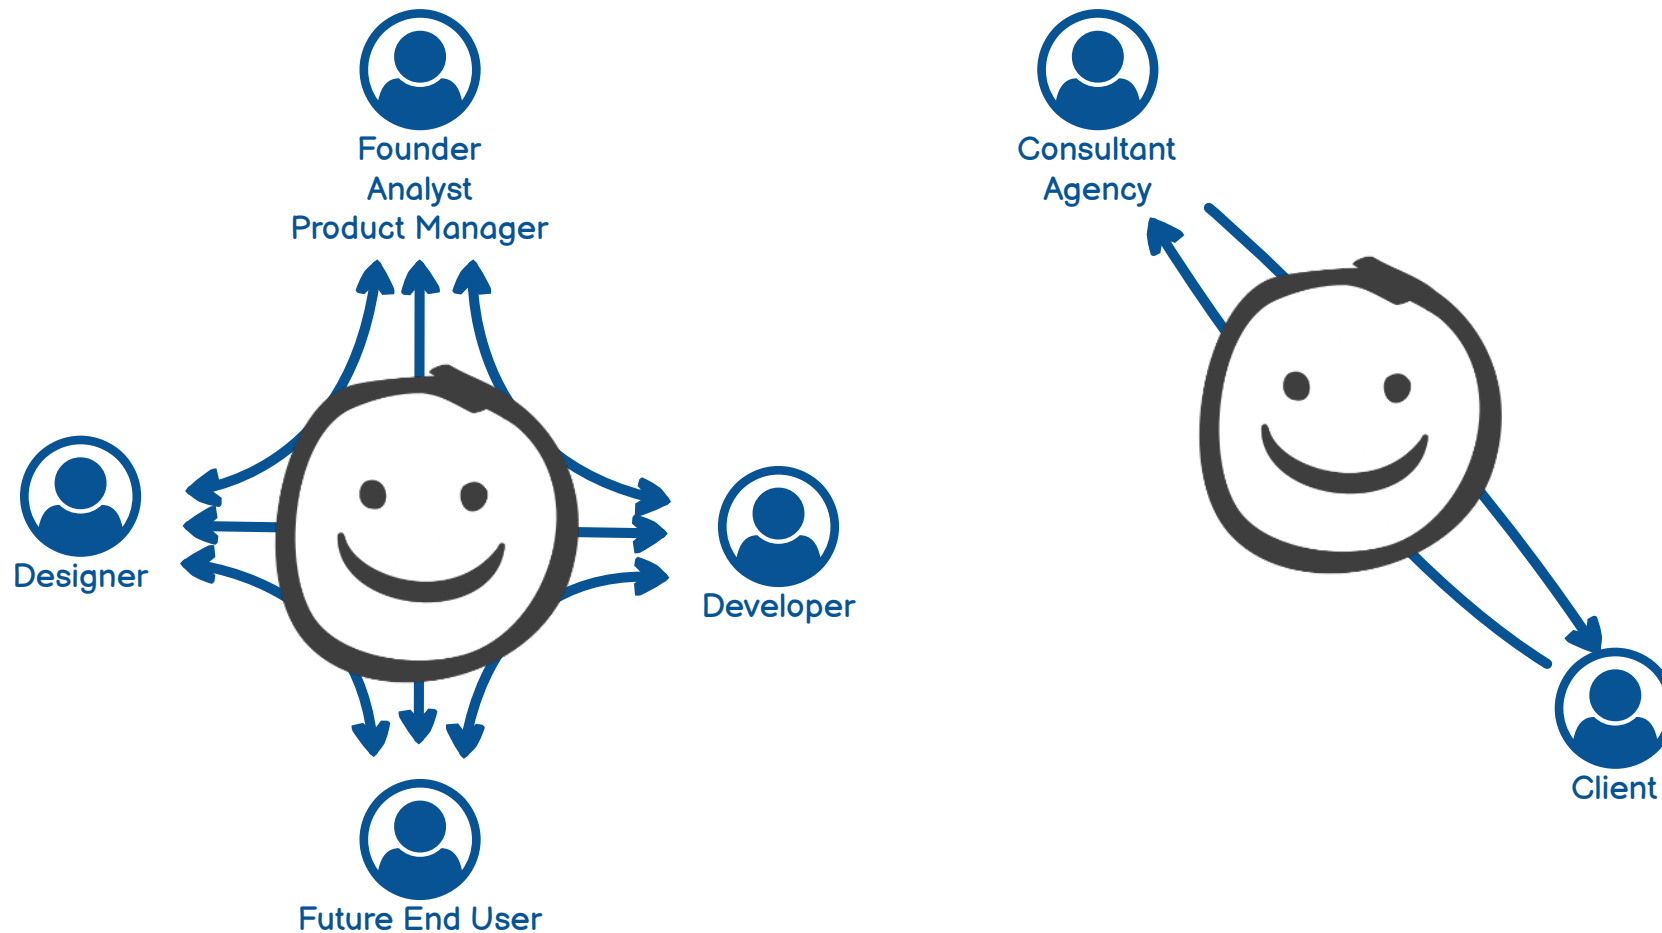 Founder
Analyst
Product Manager
Consultant
Agency
Designer
Developer
Client
Future End User